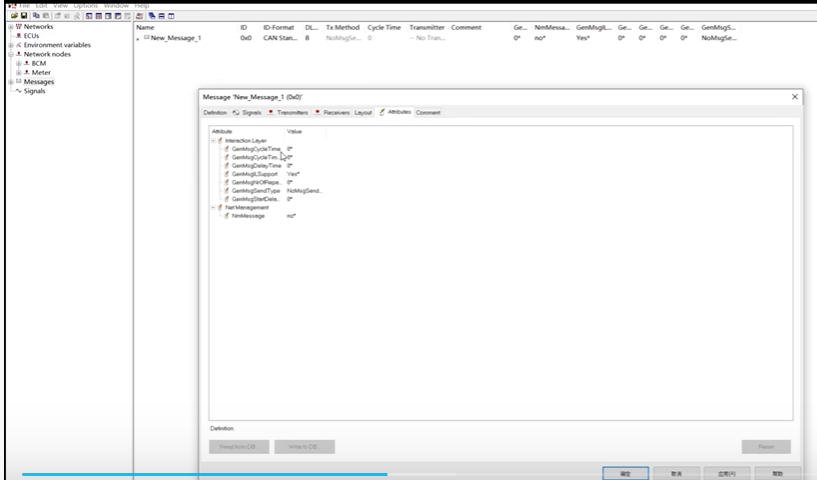 File Edit View Options Window Help
Networks
ECUs
Environment variables
Network nodes
BCM
Meter
Messages
Signals
Name ID ID-Format DL... Tx Method Cycle Time Transmitter Comment Ge... NmMessa... GenMsgIL... Ge... Ge... Ge... Ge... GenMsgS...
New_Message_1 0x0 CAN Stan... 8 NoMsgSe... 0 -- No Tran... 0* no* Yes* 0* 0* 0* 0* NoMsgSe...
Message 'New_Message_1 (0x0)'
Definition Signals Transmitters Receivers Layout Attributes Comment
Attribute Value
Interaction Layer
GenMsgCycleTime 0*
GenMsgCycleTim... 0*
GenMsgDelayTime 0*
GenMsgILSupport Yes*
GenMsgNrOfRepe... 0*
GenMsgSendType NoMsgSend...
GenMsgStartDela... 0*
Net Management
NmMessage no*
Definition:
Read from DB... Write to DB... Reset
确定 取消 应用(A) 帮助